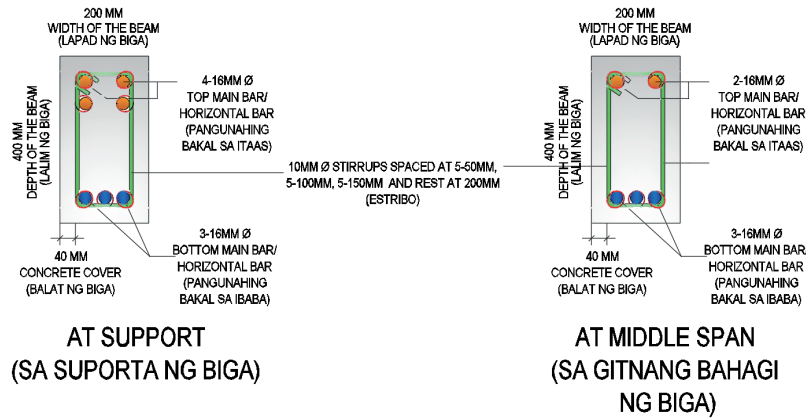 200 MM
WIDTH OF THE BEAM
(LAPAD NG BIGA)
400 MM
DEPTH OF THE BEAM
(LALIM NG BIGA)
4-16MM Ø
TOP MAIN BAR/
HORIZONTAL BAR
(PANGUNAHING
BAKAL SA ITAAS)
10MM Ø STIRRUPS SPACED AT 5-50MM,
5-100MM, 5-150MM AND REST AT 200MM
(ESTRIBO)
3-16MM Ø
BOTTOM MAIN BAR/
HORIZONTAL BAR
(PANGUNAHING
BAKAL SA IBABA)
40 MM
CONCRETE COVER
(BALAT NG BIGA)
AT SUPPORT
(SA SUPORTA NG BIGA)
200 MM
WIDTH OF THE BEAM
(LAPAD NG BIGA)
400 MM
DEPTH OF THE BEAM
(LALIM NG BIGA)
2-16MM Ø
TOP MAIN BAR/
HORIZONTAL BAR
(PANGUNAHING
BAKAL SA ITAAS)
3-16MM Ø
BOTTOM MAIN BAR/
HORIZONTAL BAR
(PANGUNAHING
BAKAL SA IBABA)
40 MM
CONCRETE COVER
(BALAT NG BIGA)
AT MIDDLE SPAN
(SA GITNANG BAHAGI
NG BIGA)